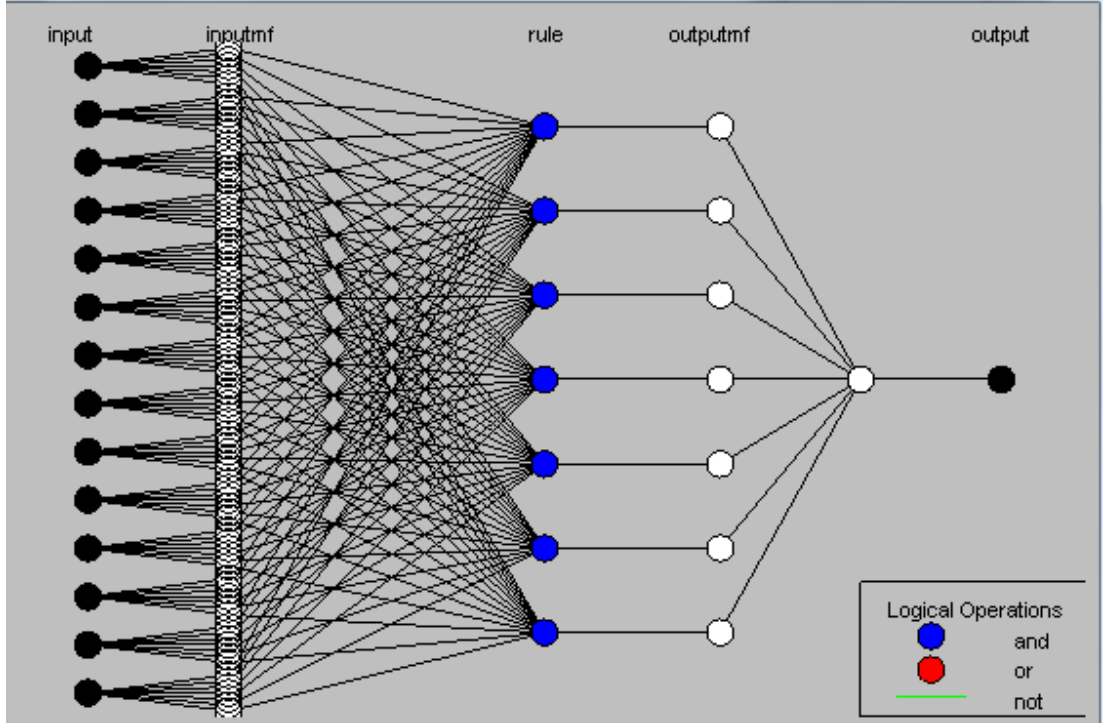 input inputmf rule outputmf output
Logical Operations
and
or
not